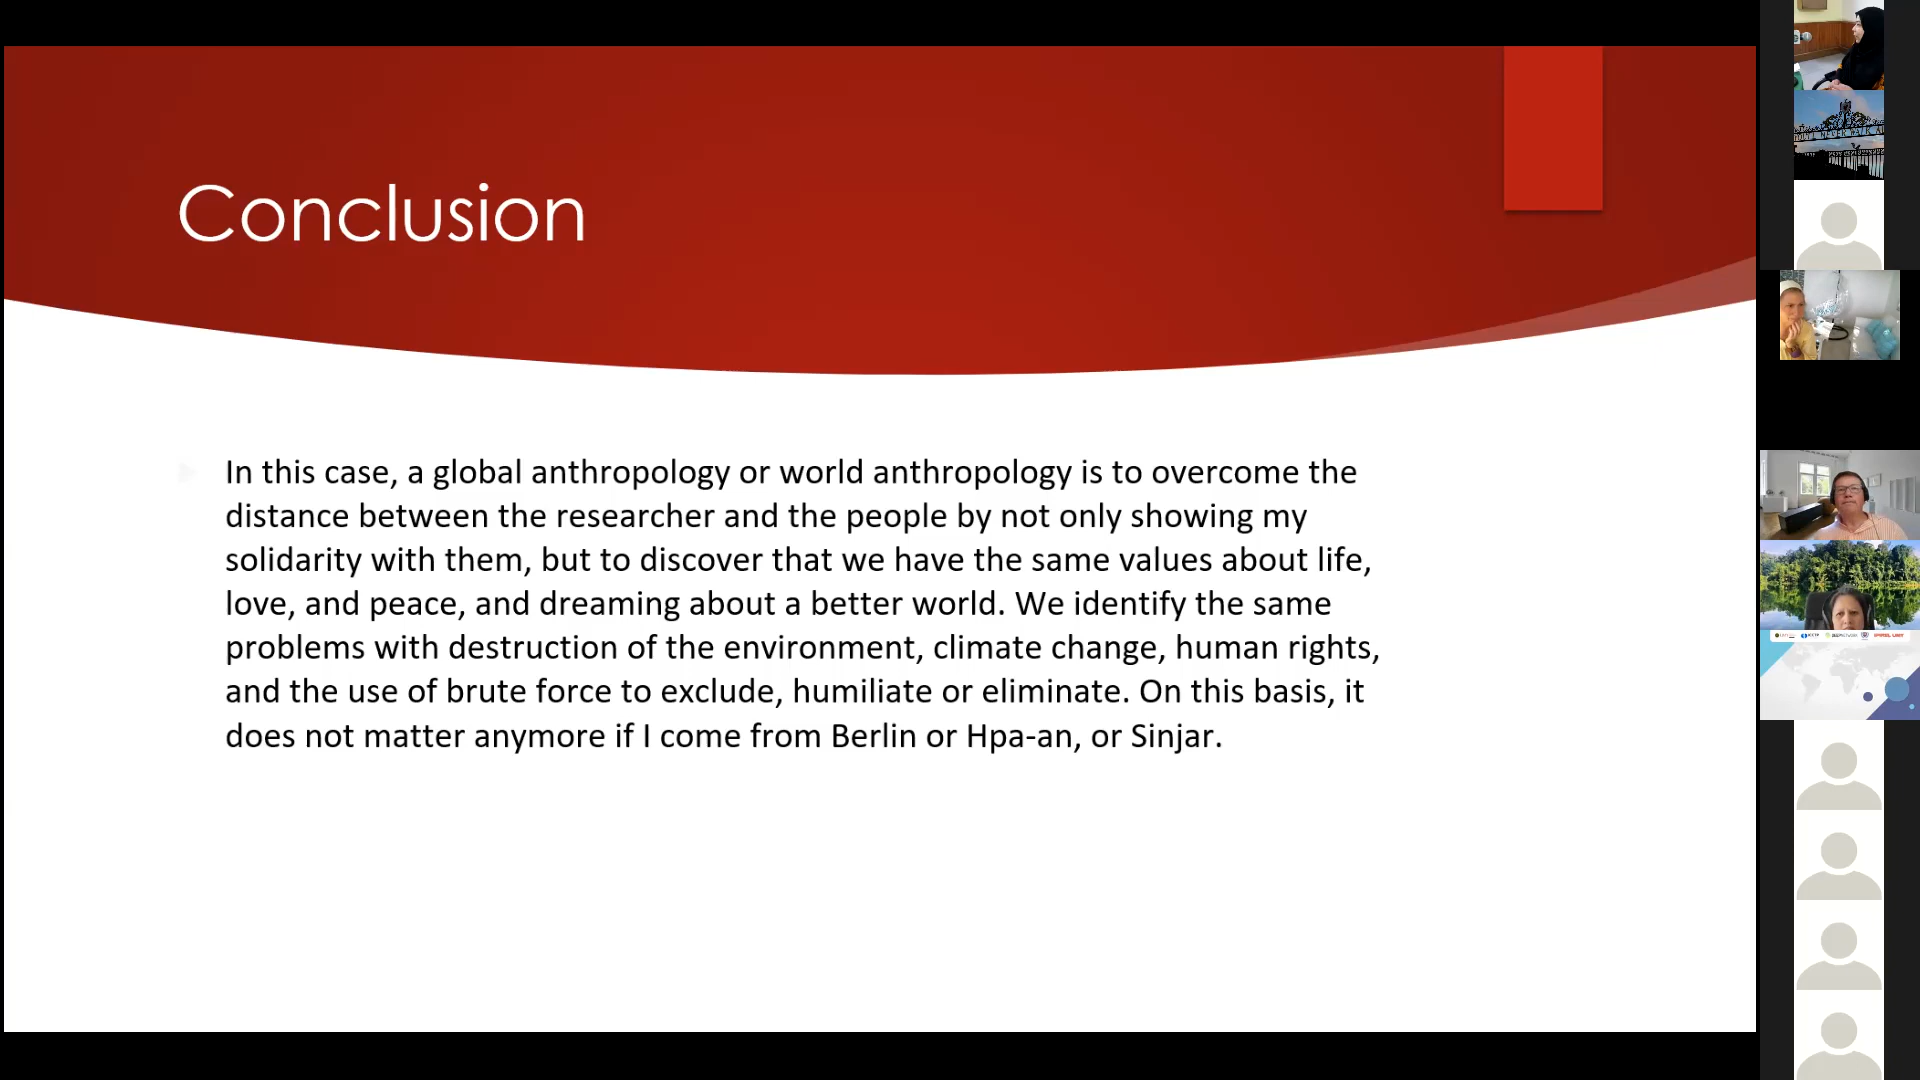 Conclusion
In this case, a global anthropology or world anthropology is to overcome the
distance between the researcher and the people by not only showing my
solidarity with them, but to discover that we have the same values about life,
love, and peace, and dreaming about a better world. We identify the same
problems with destruction of the environment, climate change, human rights,
and the use of brute force to exclude, humiliate or eliminate. On this basis, it
does not matter anymore if I come from Berlin or Hpa-an, or Sinjar.